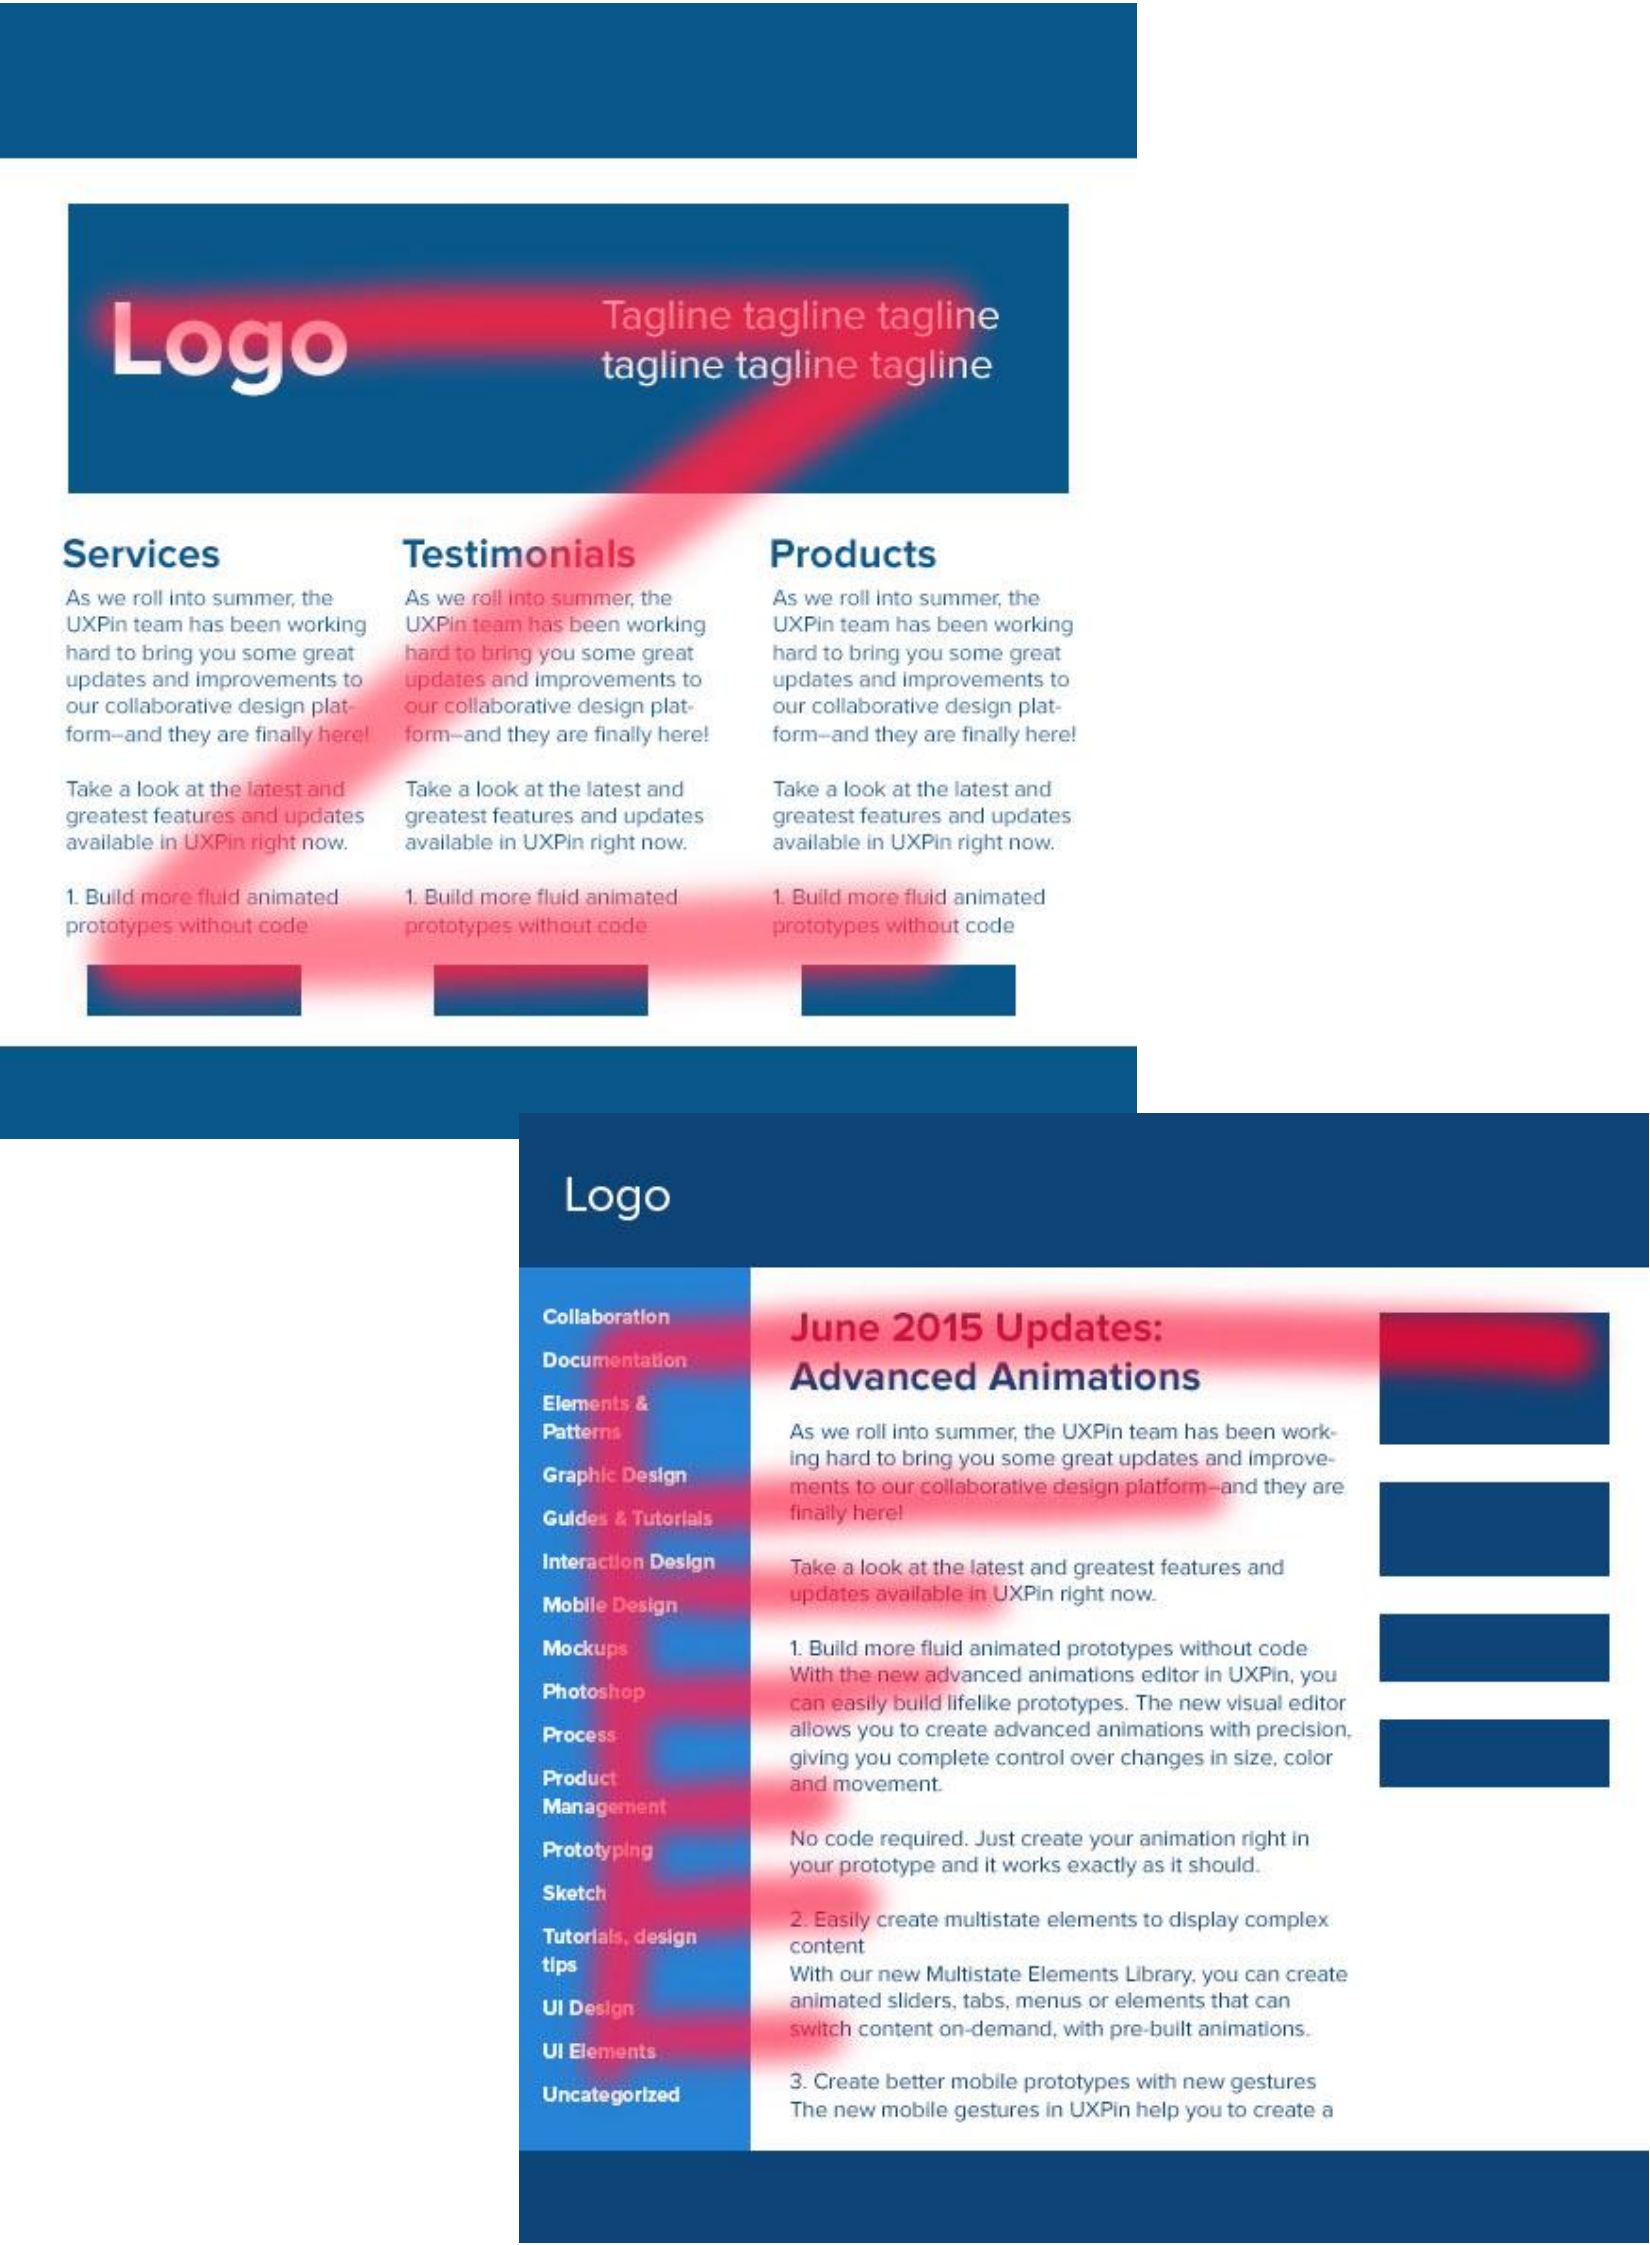 Logo
Tagline tagline tagline
tagline tagline tagline
Services
As we roll into summer, the
UXPin team has been working
hard to bring you some great
updates and improvements to
our collaborative design plat-
form—and they are finally here!
Take a look at the latest and
greatest features and updates
available in UXPin right now.
1. Build more fluid animated
prototypes without code
Testimonials
As we roll into summer, the
UXPin team has been working
hard to bring you some great
updates and improvements to
our collaborative design plat-
form—and they are finally here!
Take a look at the latest and
greatest features and updates
available in UXPin right now.
1. Build more fluid animated
prototypes without code
Products
As we roll into summer, the
UXPin team has been working
hard to bring you some great
updates and improvements to
our collaborative design plat-
form—and they are finally here!
Take a look at the latest and
greatest features and updates
available in UXPin right now.
1. Build more fluid animated
prototypes without code
Logo
Collaboration
Documentation
Elements &
Patterns
Graphic Design
Guides & Tutorials
Interaction Design
Mobile Design
Mockups
Photoshop
Process
Product
Management
Prototyping
Sketch
Tutorials, design
tips
UI Design
UI Elements
Uncategorized
June 2015 Updates:
Advanced Animations
As we roll into summer, the UXPin team has been work-
ing hard to bring you some great updates and improve-
ments to our collaborative design platform—and they are
finally here!
Take a look at the latest and greatest features and
updates available in UXPin right now.
1. Build more fluid animated prototypes without code
With the new advanced animations editor in UXPin, you
can easily build lifelike prototypes. The new visual editor
allows you to create advanced animations with precision,
giving you complete control over changes in size, color
and movement.
No code required. Just create your animation right in
your prototype and it works exactly as it should.
2. Easily create multistate elements to display complex
content
With our new Multistate Elements Library, you can create
animated sliders, tabs, menus or elements that can
switch content on-demand, with pre-built animations.
3. Create better mobile prototypes with new gestures
The new mobile gestures in UXPin help you to create a